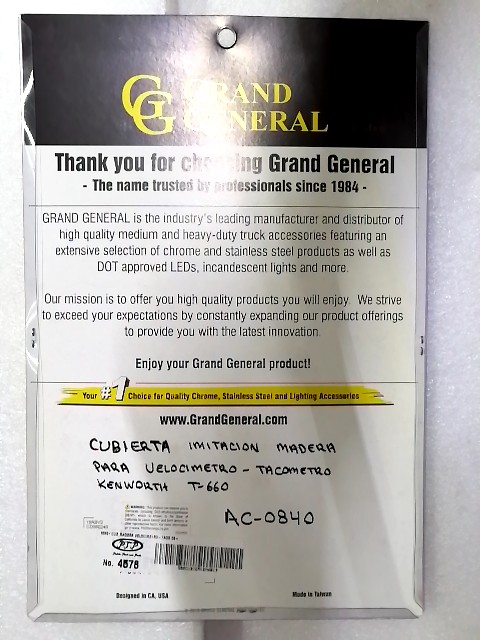 GG GRAND
GENERAL
Thank you for choosing Grand General
- The name trusted by professionals since 1984 -
GRAND GENERAL is the industry's leading manufacturer and distributor of
high quality medium and heavy-duty truck accessories featuring an
extensive selection of chrome and stainless steel products as well as
DOT approved LEDs, incandescent lights and more.
Our mission is to offer you high quality products you will enjoy. We strive
to exceed your expectations by constantly expanding our product offerings
to provide you with the latest innovation.
Enjoy your Grand General product!
Your #1 Choice for Quality Chrome, Stainless Steel and Lighting Accessories
www.GrandGeneral.com
CUBIERTA IMITACION MADERA
PARA VELOCIMETRO - TACOMETRO
KENWORTH T-660
AC-0840
No. 4576
Designed in CA, USA
Made in Taiwan